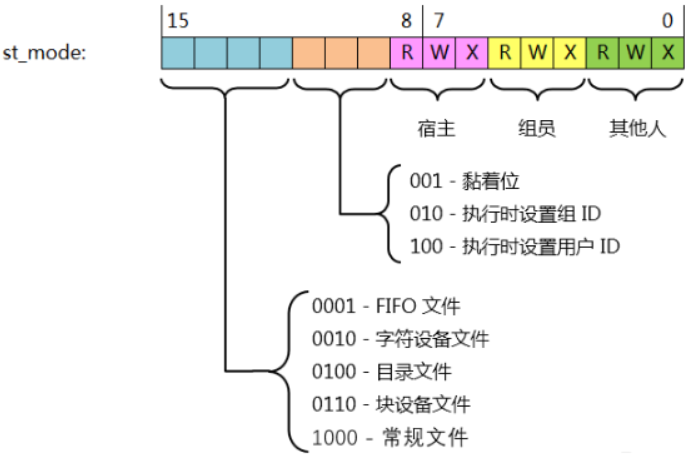 15 8 7 0
st_mode: R W X R W X R W X
宿主 组员 其他人
001 - 黏着位
010 - 执行时设置组 ID
100 - 执行时设置用户 ID
0001 - FIFO 文件
0010 - 字符设备文件
0100 - 目录文件
0110 - 块设备文件
1000 - 常规文件